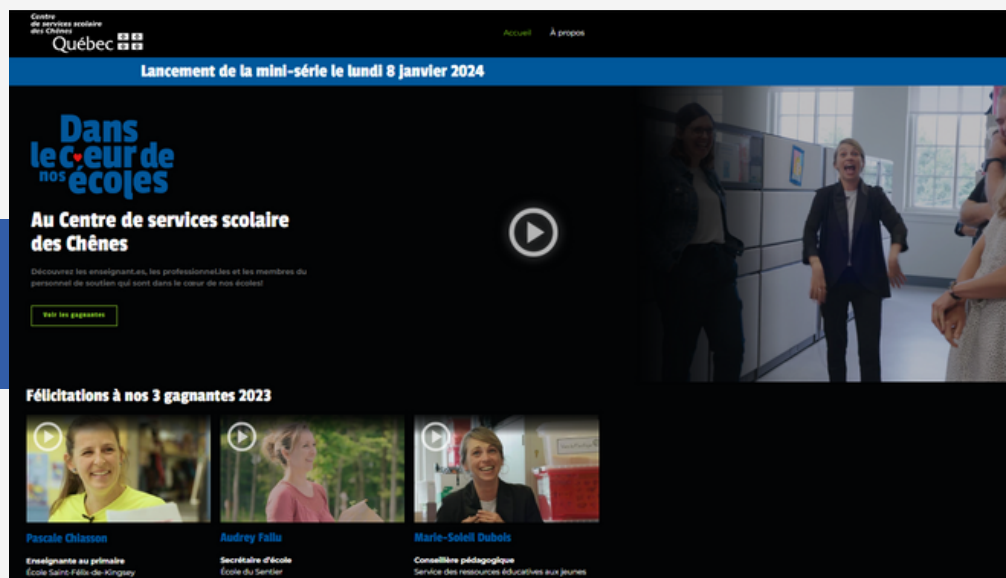 Centre
de services scolaire
des Chênes
Québec
Accueil À propos
Lancement de la mini-série le lundi 8 janvier 2024
Dans
le cœur de
nos écoles
Au Centre de services scolaire
des Chênes
Découvrez les enseignant.es, les professionnel.les et les membres du
personnel de soutien qui sont dans le cœur de nos écoles!
Voir les gagnantes
Félicitations à nos 3 gagnantes 2023
Pascale Chiasson
Enseignante au primaire
École Saint-Félix-de-Kingsey
Audrey Fallu
Secrétaire d'école
École du Sentier
Marie-Soleil Dubois
Conseillère pédagogique
Service des ressources éducatives aux jeunes